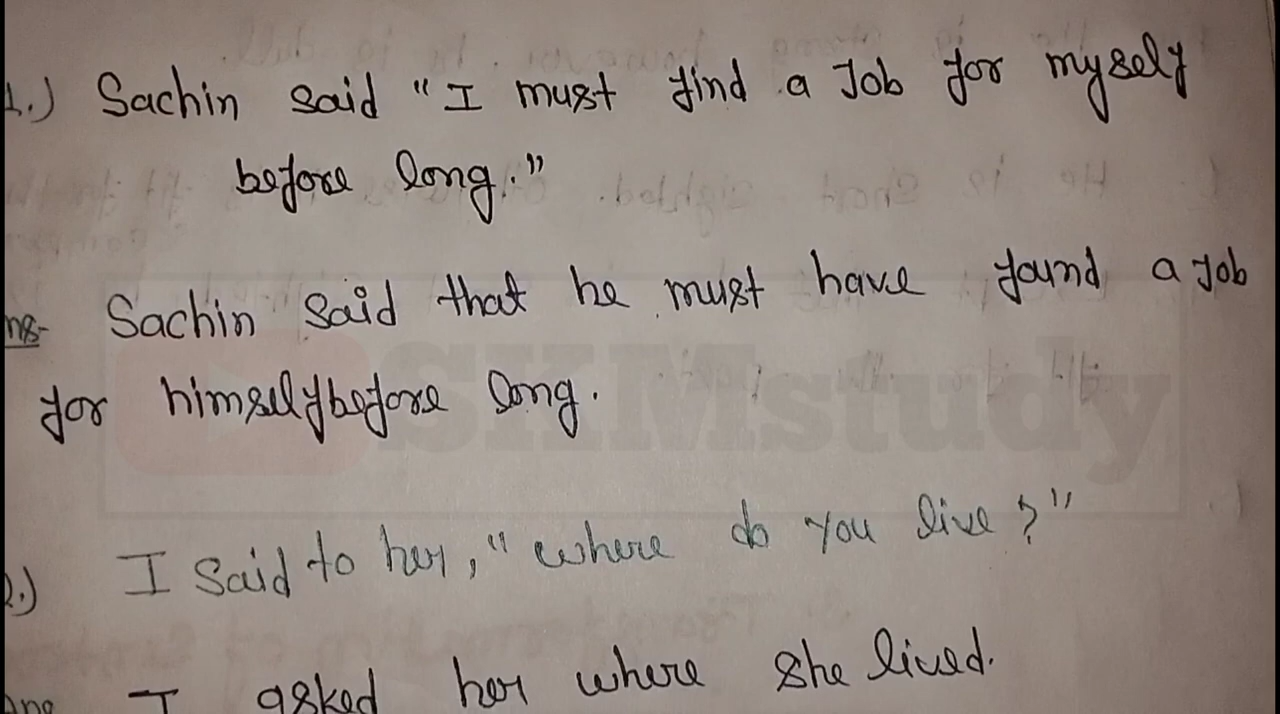 1.) Sachin said "I must find a Job for myself
before long."
Ans- Sachin said that he must have found a Job
for himself before long.
SKMstudy
2.) I said to her, "where do you live?"
Ans I asked her where she lived.